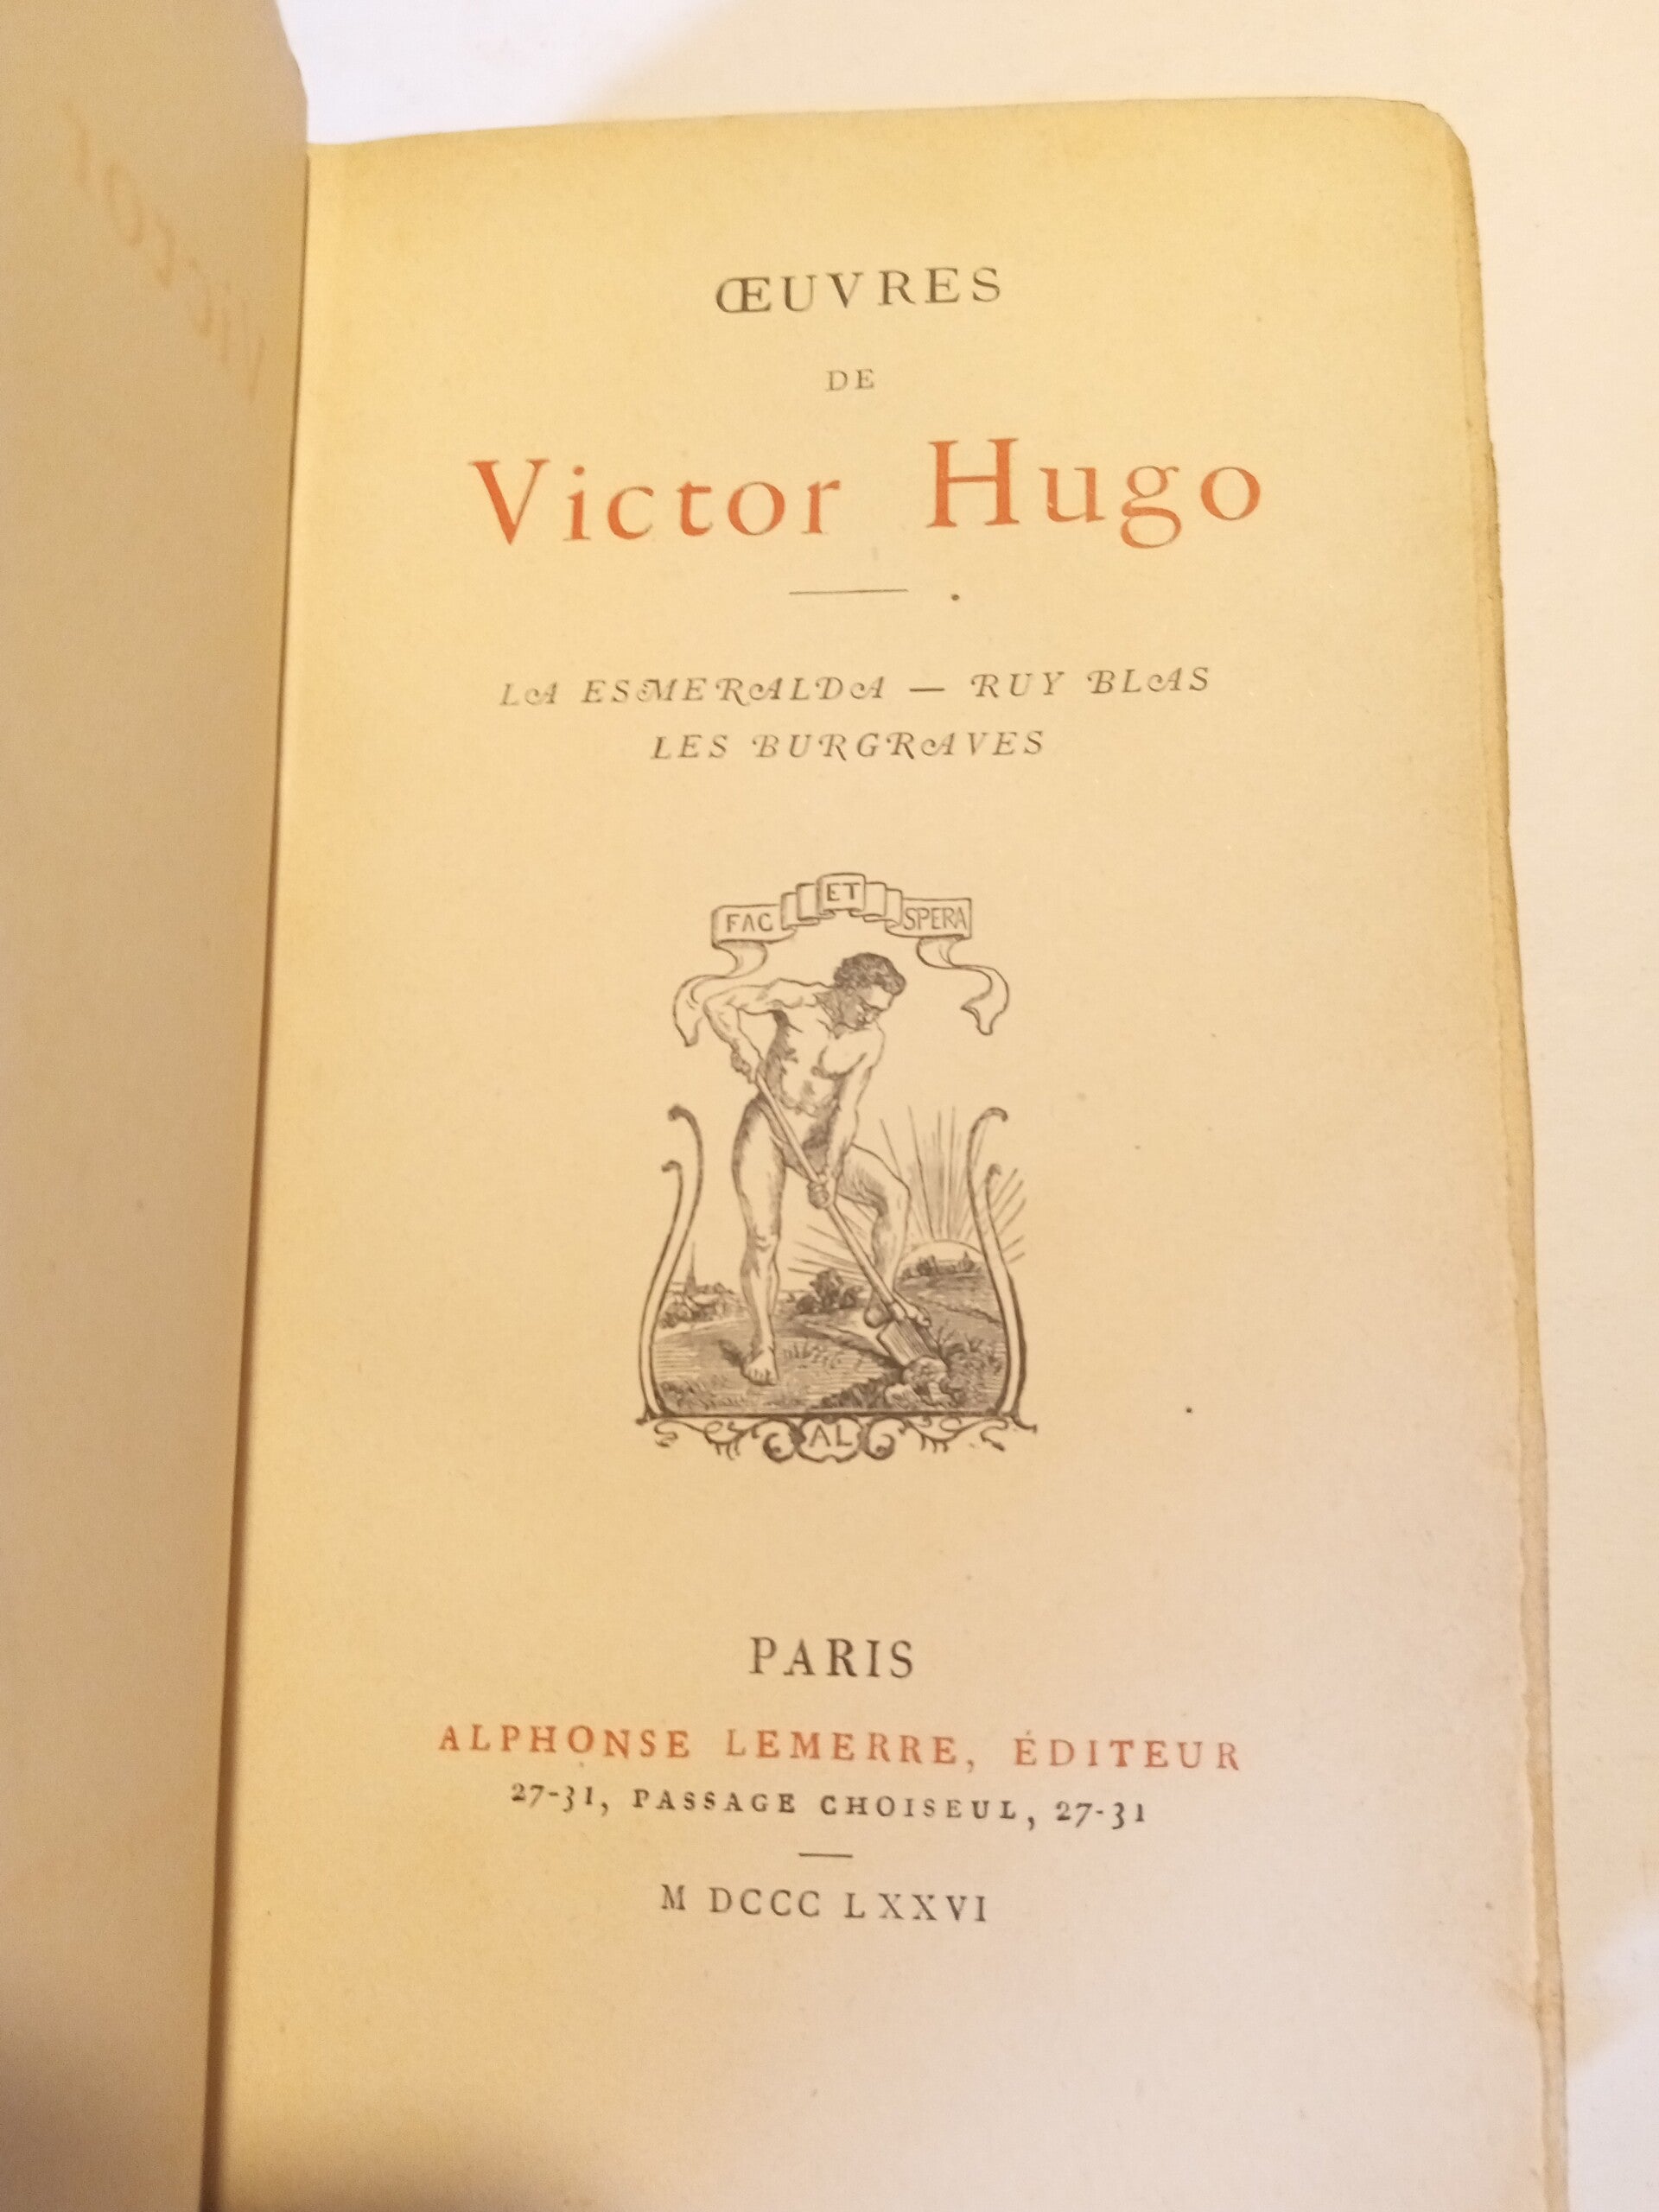 ŒUVRES
DE
Victor Hugo
LA ESMERALDA — RUY BLAS
LES BURGRAVES
FAC ET SPERA
AL
PARIS
ALPHONSE LEMERRE, ÉDITEUR
27-31, PASSAGE CHOISEUL, 27-31
M DCCC LXXVI